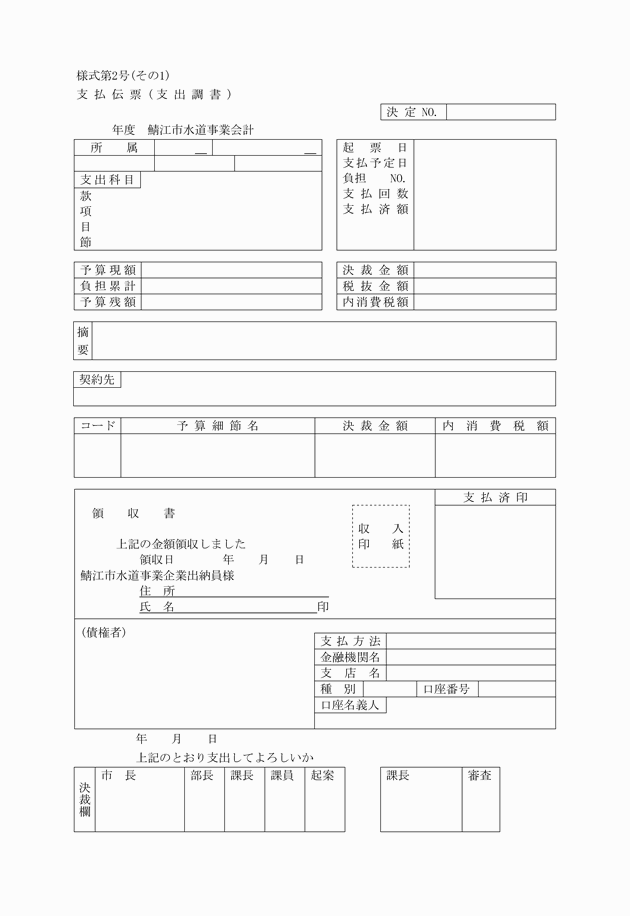 様式第2号(その1)
支払伝票(支出調書)
決定NO.
年度 鯖江市水道事業会計
所属
支出科目
款
項
目
節
起票日
支払予定日
負担NO.
支払回数
支払済額
予算現額
負担累計
予算残額
決裁金額
税抜金額
内消費税額
摘要
契約先
コード 予算細節名 決裁金額 内消費税額
支払済印
領収書
収入
印紙
上記の金額領収しました
領収日 年 月 日
鯖江市水道事業企業出納員様
住所
氏名 印
(債権者)
支払方法
金融機関名
支店名
種別 口座番号
口座名義人
年 月 日
上記のとおり支出してよろしいか
決裁欄 市長 部長 課長 課員 起案 課長 審査